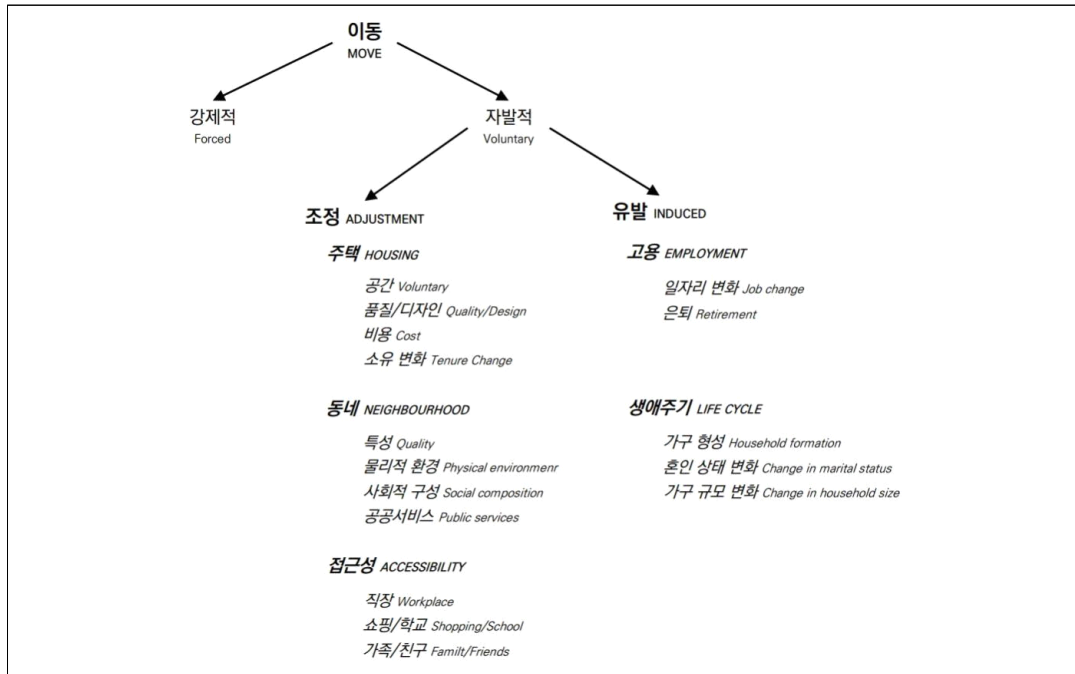 이동
MOVE
강제적
Forced
자발적
Voluntary
조정 ADJUSTMENT
주택 HOUSING
공간 Voluntary
품질/디자인 Quality/Design
비용 Cost
소유 변화 Tenure Change
동네 NEIGHBOURHOOD
특성 Quality
물리적 환경 Physical environmenr
사회적 구성 Social composition
공공서비스 Public services
접근성 ACCESSIBILITY
직장 Workplace
쇼핑/학교 Shopping/School
가족/친구 Familt/Friends
유발 INDUCED
고용 EMPLOYMENT
일자리 변화 Job change
은퇴 Retirement
생애주기 LIFE CYCLE
가구 형성 Household formation
혼인 상태 변화 Change in marital status
가구 규모 변화 Change in household size